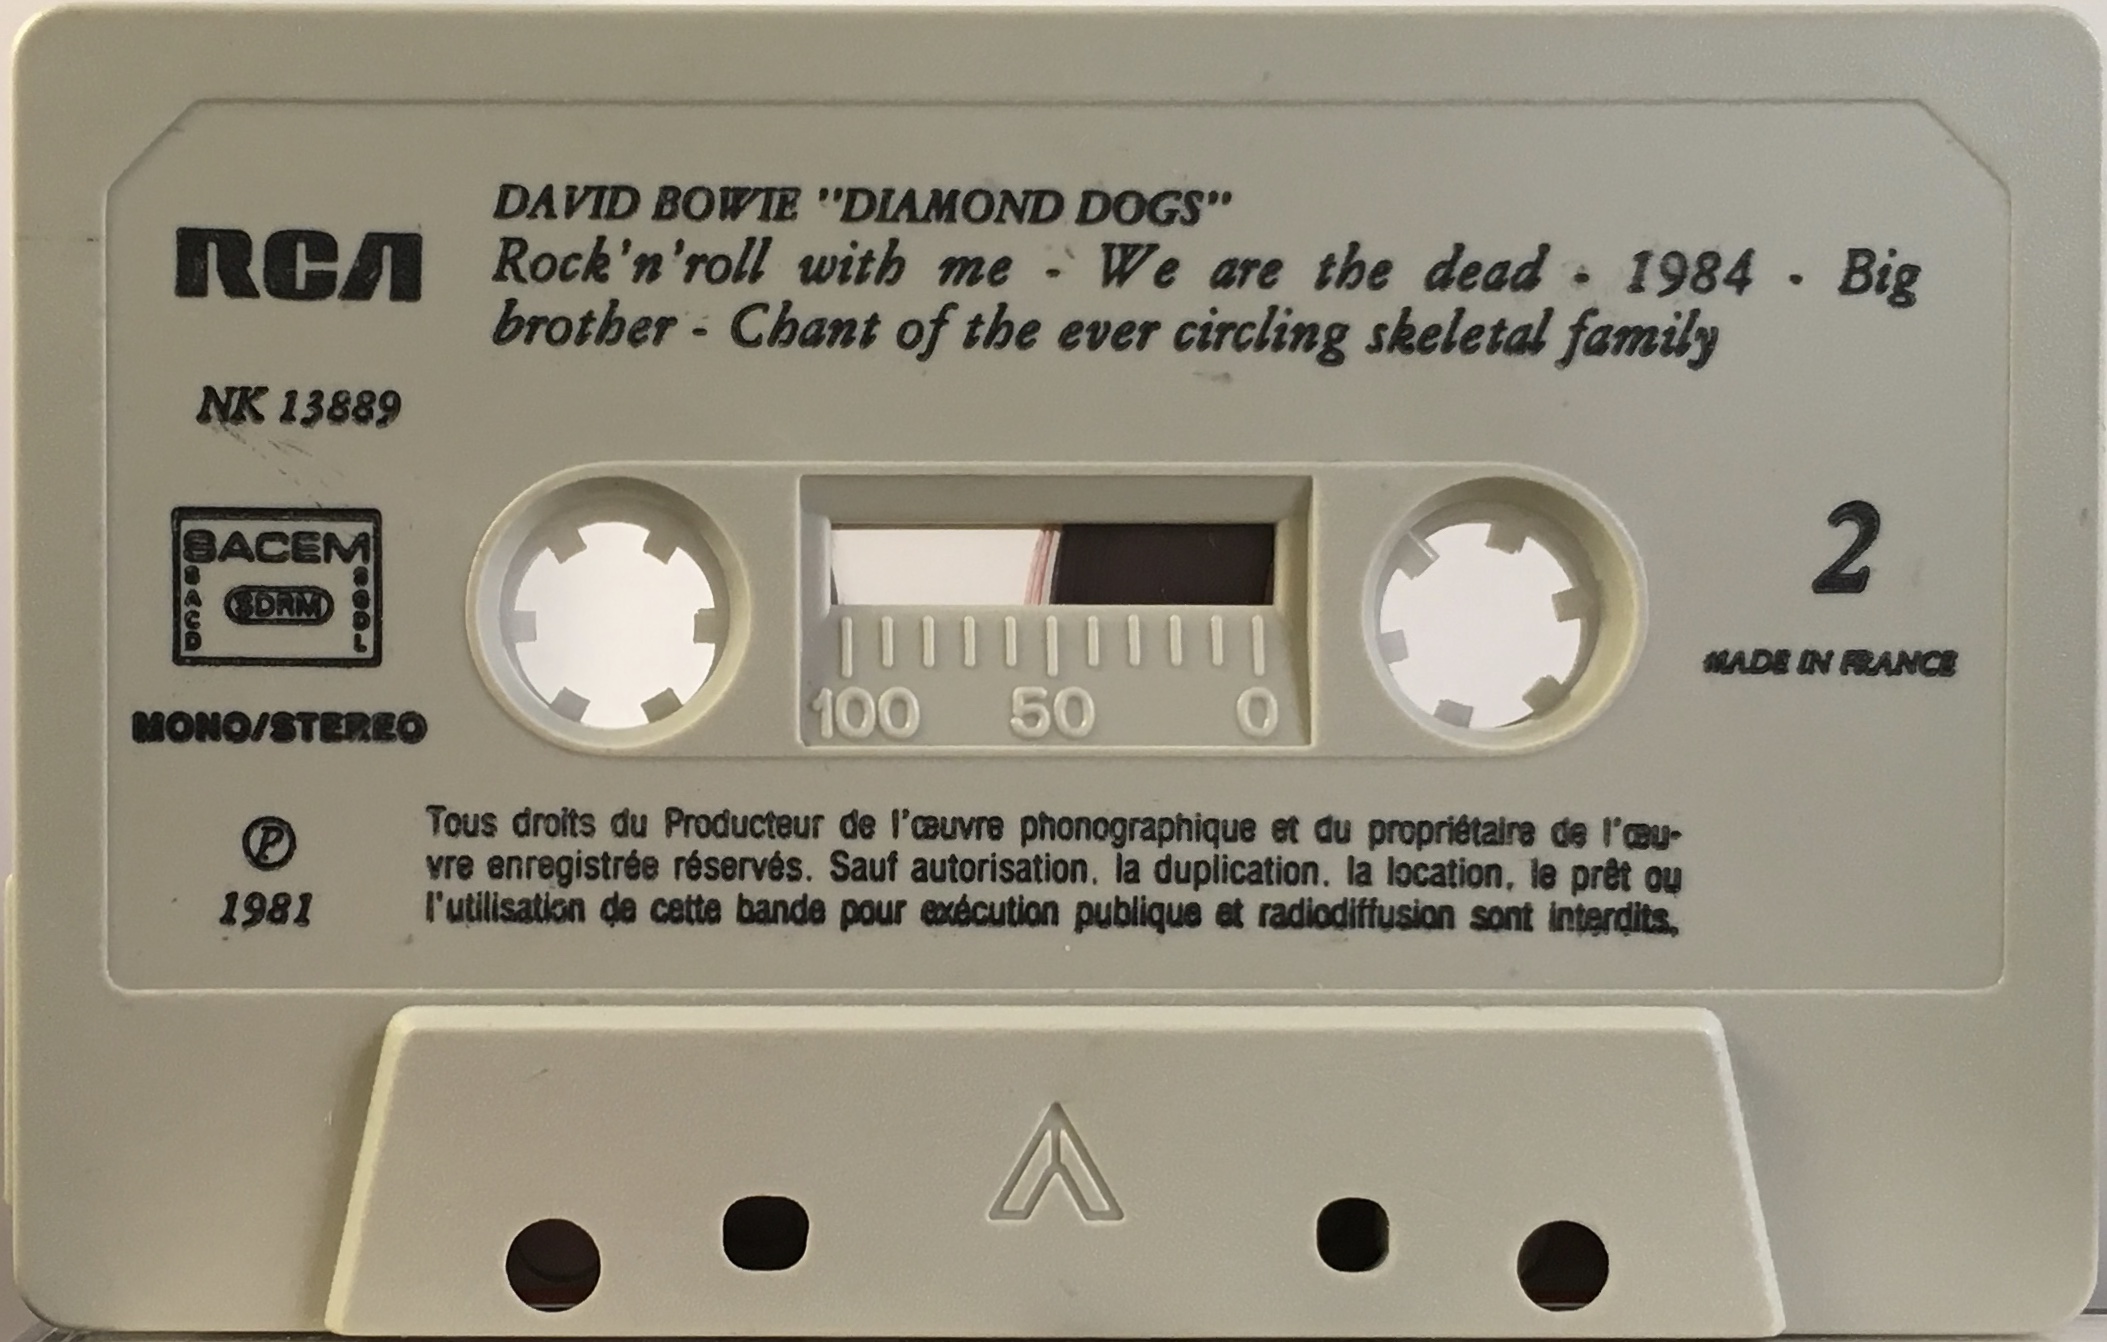 DAVID BOWIE "DIAMOND DOGS"
RCA
Rock'n'roll with me - We are the dead - 1984 - Big
brother - Chant of the ever circling skeletal family
NK 13889
SACEM
SACD
SDRM
SGDL
2
MADE IN FRANCE
MONO/STEREO
100 50 0
℗
1981
Tous droits du Producteur de l'œuvre phonographique et du propriétaire de l'œu-
vre enregistrée réservés. Sauf autorisation, la duplication, la location, le prêt ou
l'utilisation de cette bande pour exécution publique et radiodiffusion sont interdits.